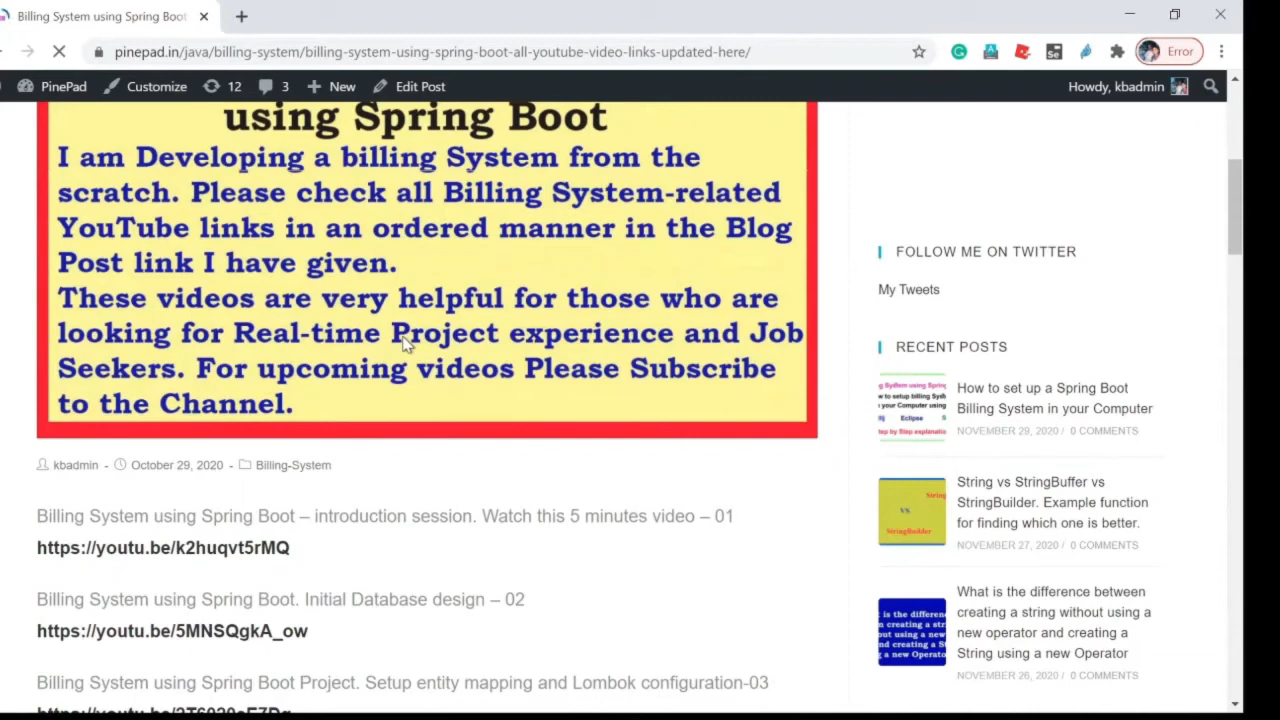 Billing System using Spring Boot
pinepad.in/java/billing-system/billing-system-using-spring-boot-all-youtube-video-links-updated-here/
Error
PinePad
Customize
12
3
New
Edit Post
Howdy, kbadmin
using Spring Boot
I am Developing a billing System from the
scratch. Please check all Billing System-related
YouTube links in an ordered manner in the Blog
Post link I have given.
These videos are very helpful for those who are
looking for Real-time Project experience and Job
Seekers. For upcoming videos Please Subscribe
to the Channel.
kbadmin - October 29, 2020 - Billing-System
Billing System using Spring Boot – introduction session. Watch this 5 minutes video – 01
https://youtu.be/k2huqvt5rMQ
Billing System using Spring Boot. Initial Database design – 02
https://youtu.be/5MNSQgkA_ow
Billing System using Spring Boot Project. Setup entity mapping and Lombok configuration-03
FOLLOW ME ON TWITTER
My Tweets
RECENT POSTS
How to set up a Spring Boot
Billing System in your Computer
NOVEMBER 29, 2020 / 0 COMMENTS
String vs StringBuffer vs
StringBuilder. Example function
for finding which one is better.
NOVEMBER 27, 2020 / 0 COMMENTS
What is the difference between
creating a string without using a
new operator and creating a
String using a new Operator
NOVEMBER 26, 2020 / 0 COMMENTS